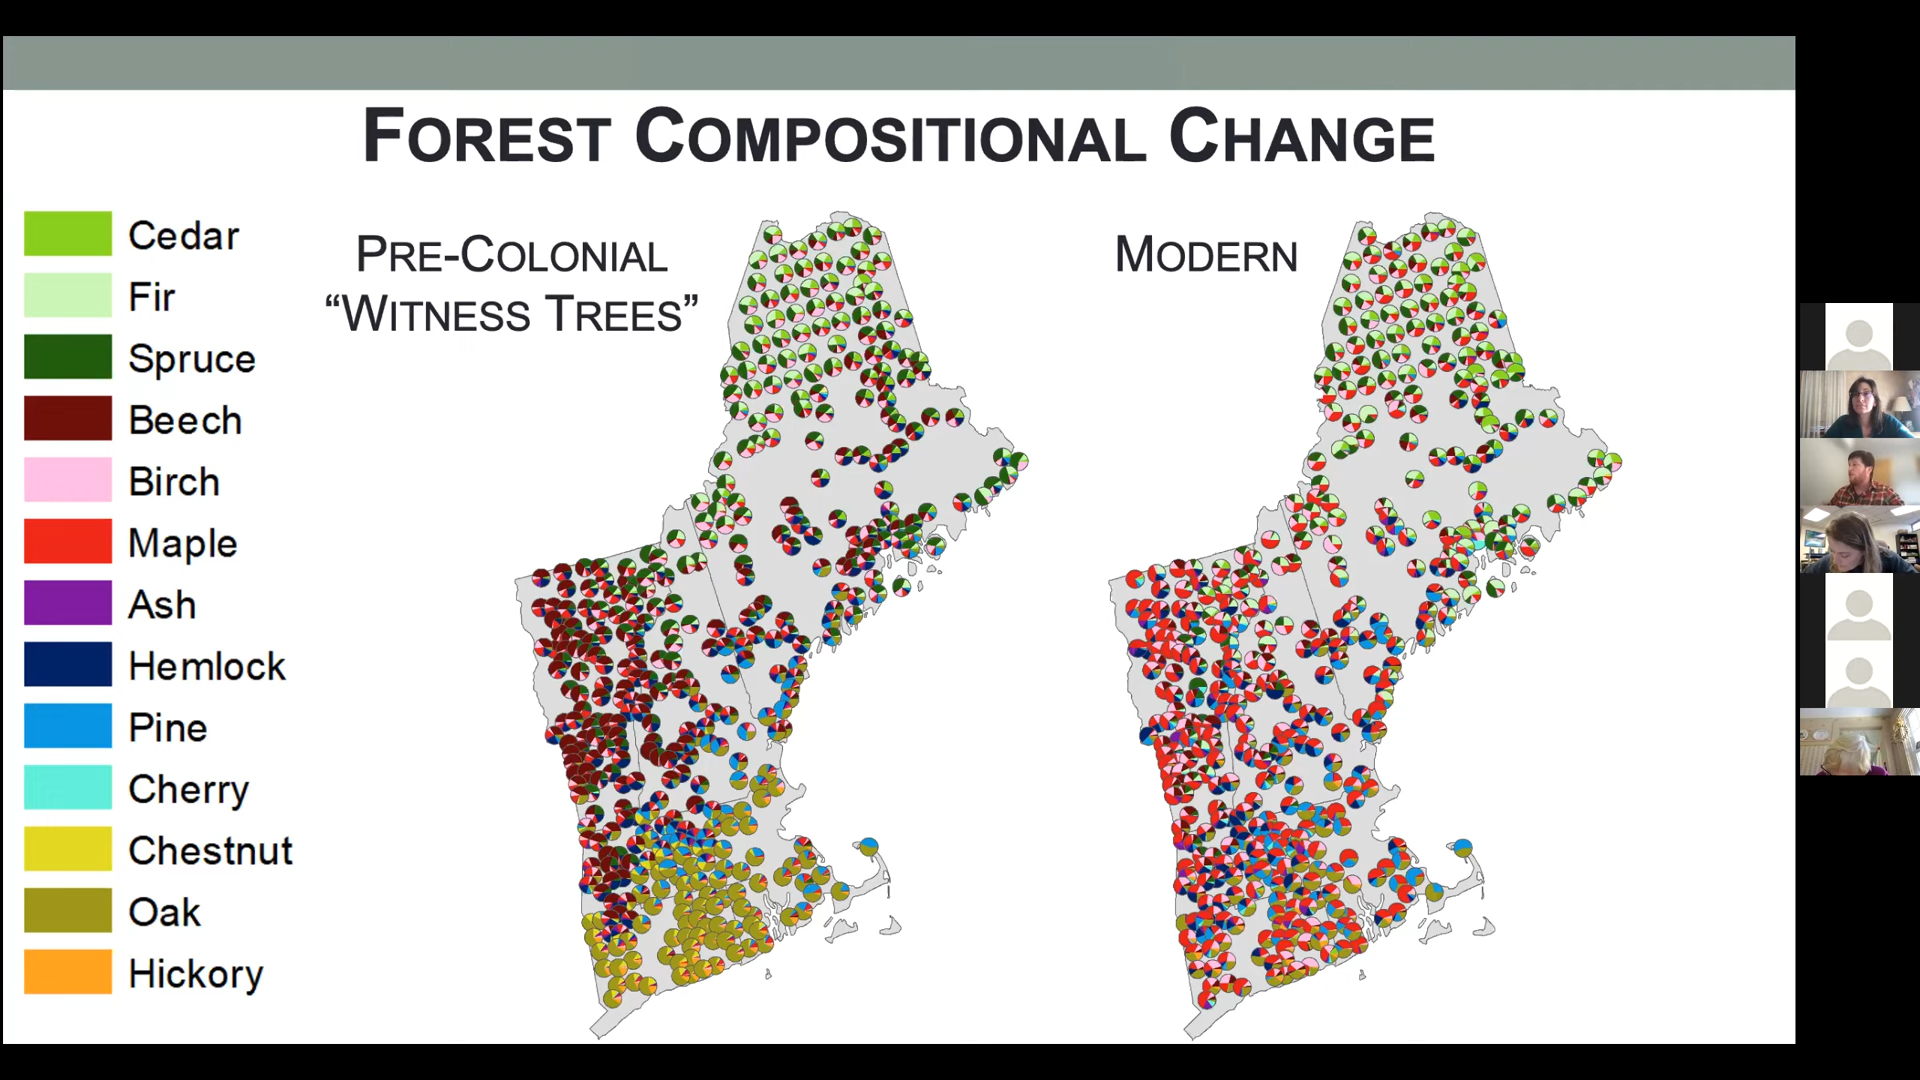 FOREST COMPOSITIONAL CHANGE
PRE-COLONIAL
“WITNESS TREES”
MODERN
Cedar
Fir
Spruce
Beech
Birch
Maple
Ash
Hemlock
Pine
Cherry
Chestnut
Oak
Hickory